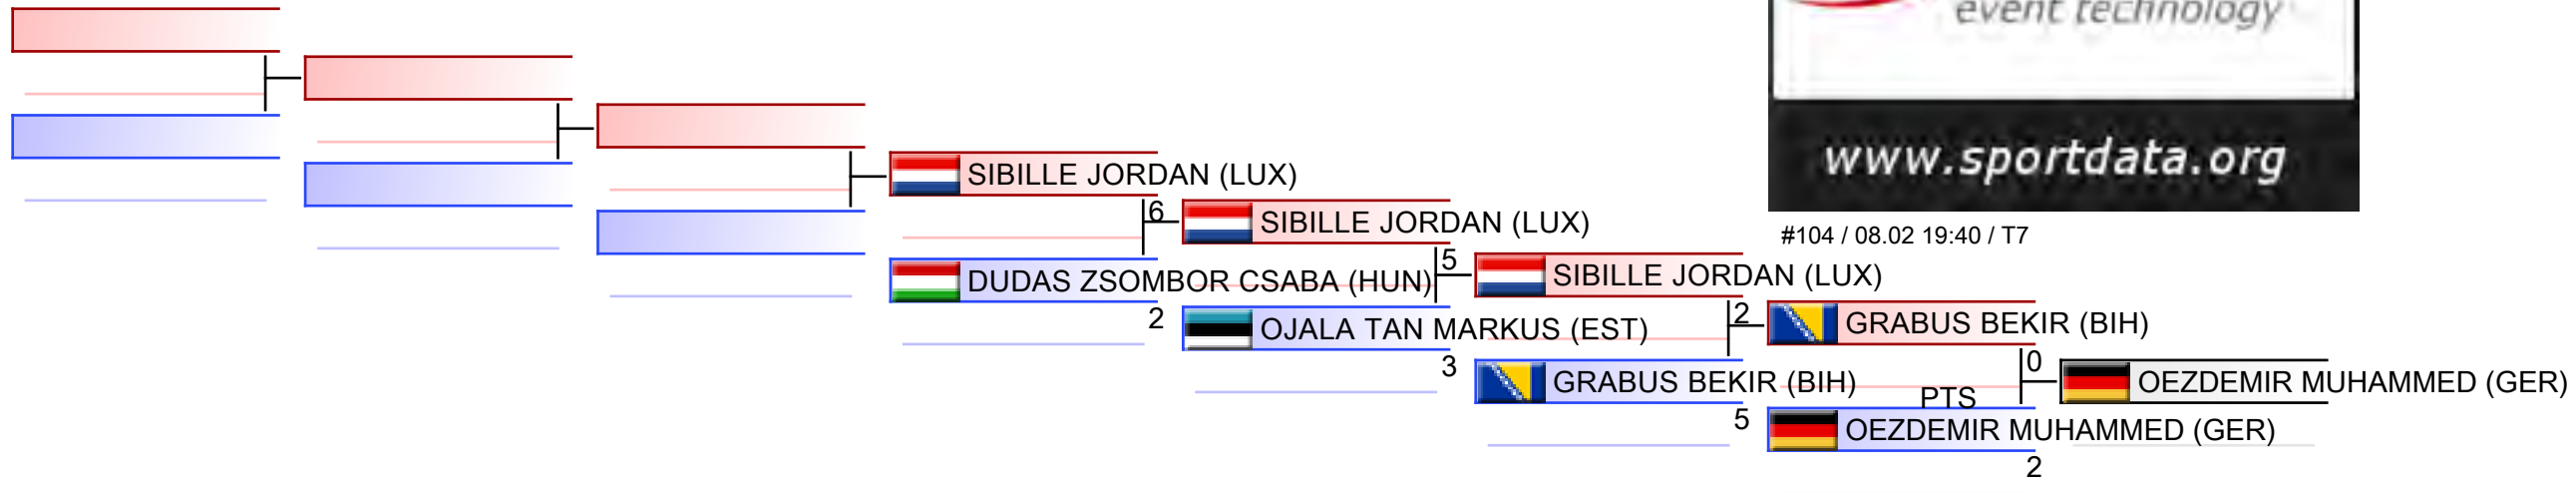 event technology
www.sportdata.org
#104 / 08.02 19:40 / T7
SIBILLE JORDAN (LUX)
6
SIBILLE JORDAN (LUX)
DUDAS ZSOMBOR CSABA (HUN)
2
5
SIBILLE JORDAN (LUX)
OJALA TAN MARKUS (EST)
3
2
GRABUS BEKIR (BIH)
GRABUS BEKIR (BIH)
5
PTS
0
OEZDEMIR MUHAMMED (GER)
OEZDEMIR MUHAMMED (GER)
2